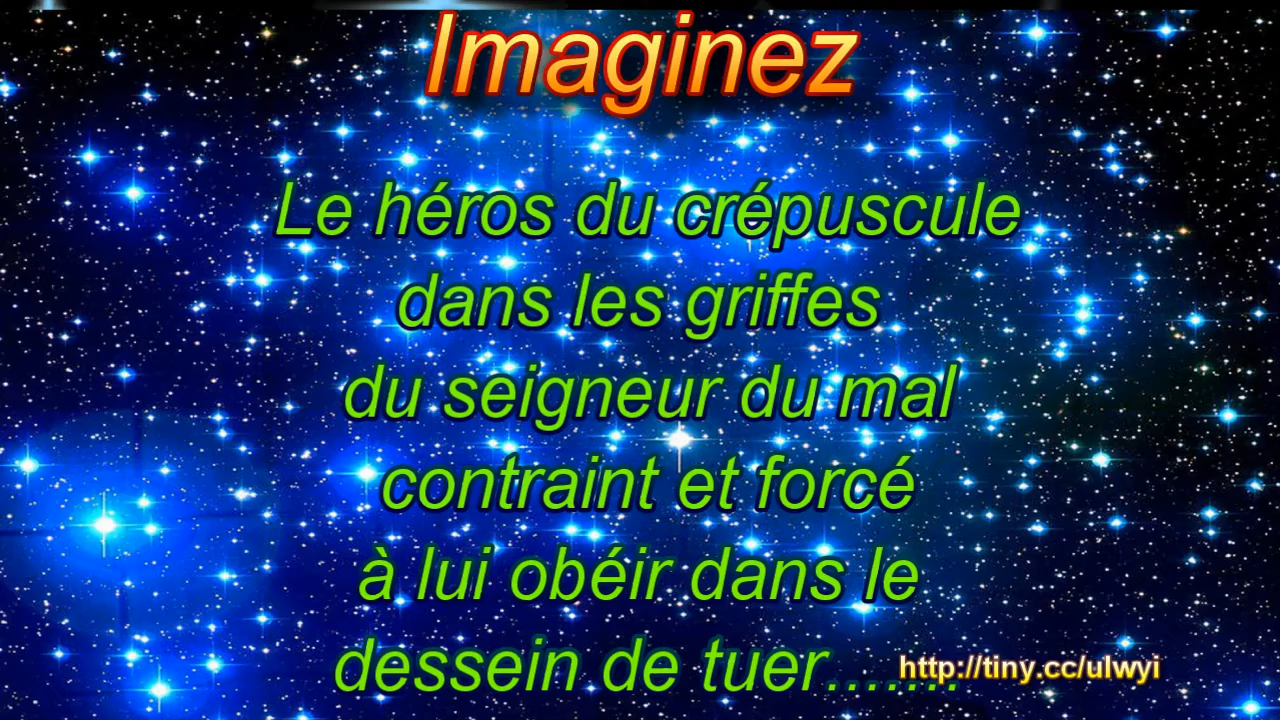 Imaginez
Le héros du crépuscule
dans les griffes
du seigneur du mal
contraint et forcé
à lui obéir dans le
dessein de tuer.......
http://tiny.cc/ulwyi